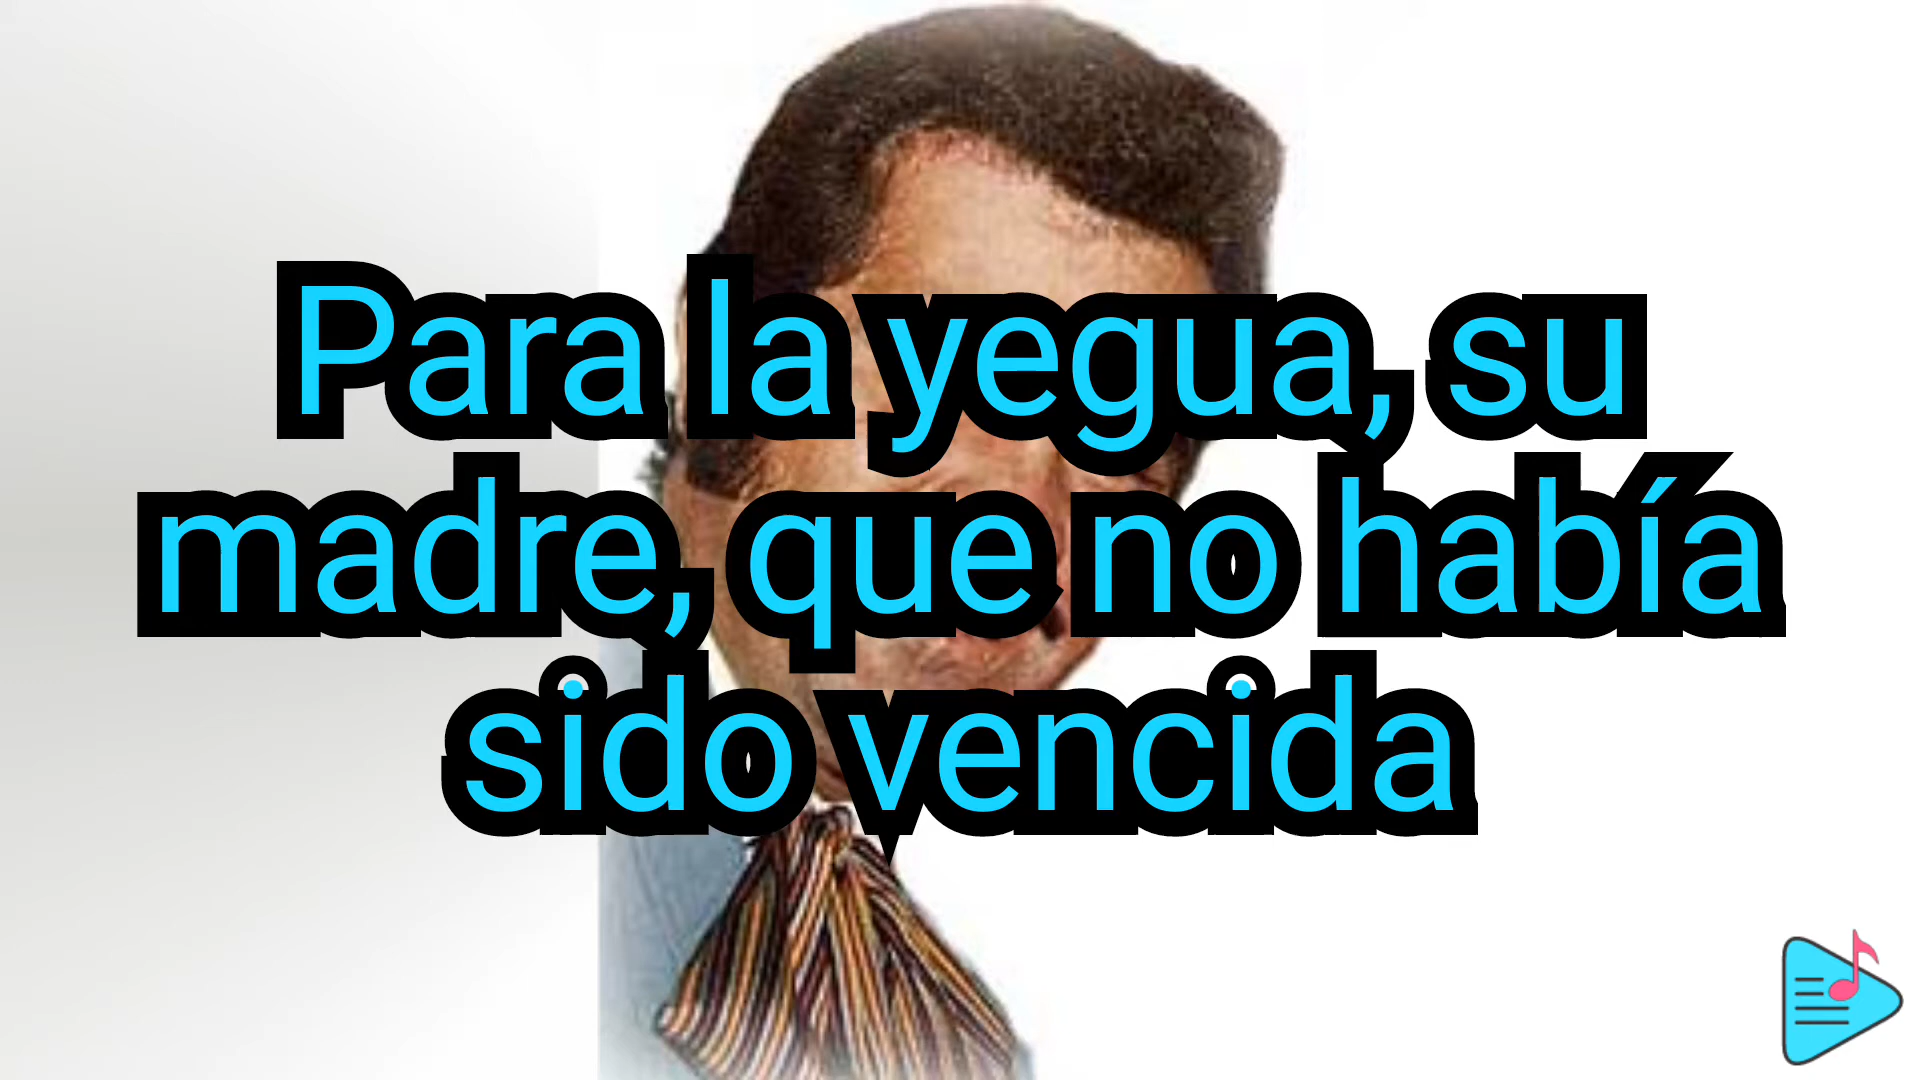 Para la yegua, su
madre, que no había
sido vencida